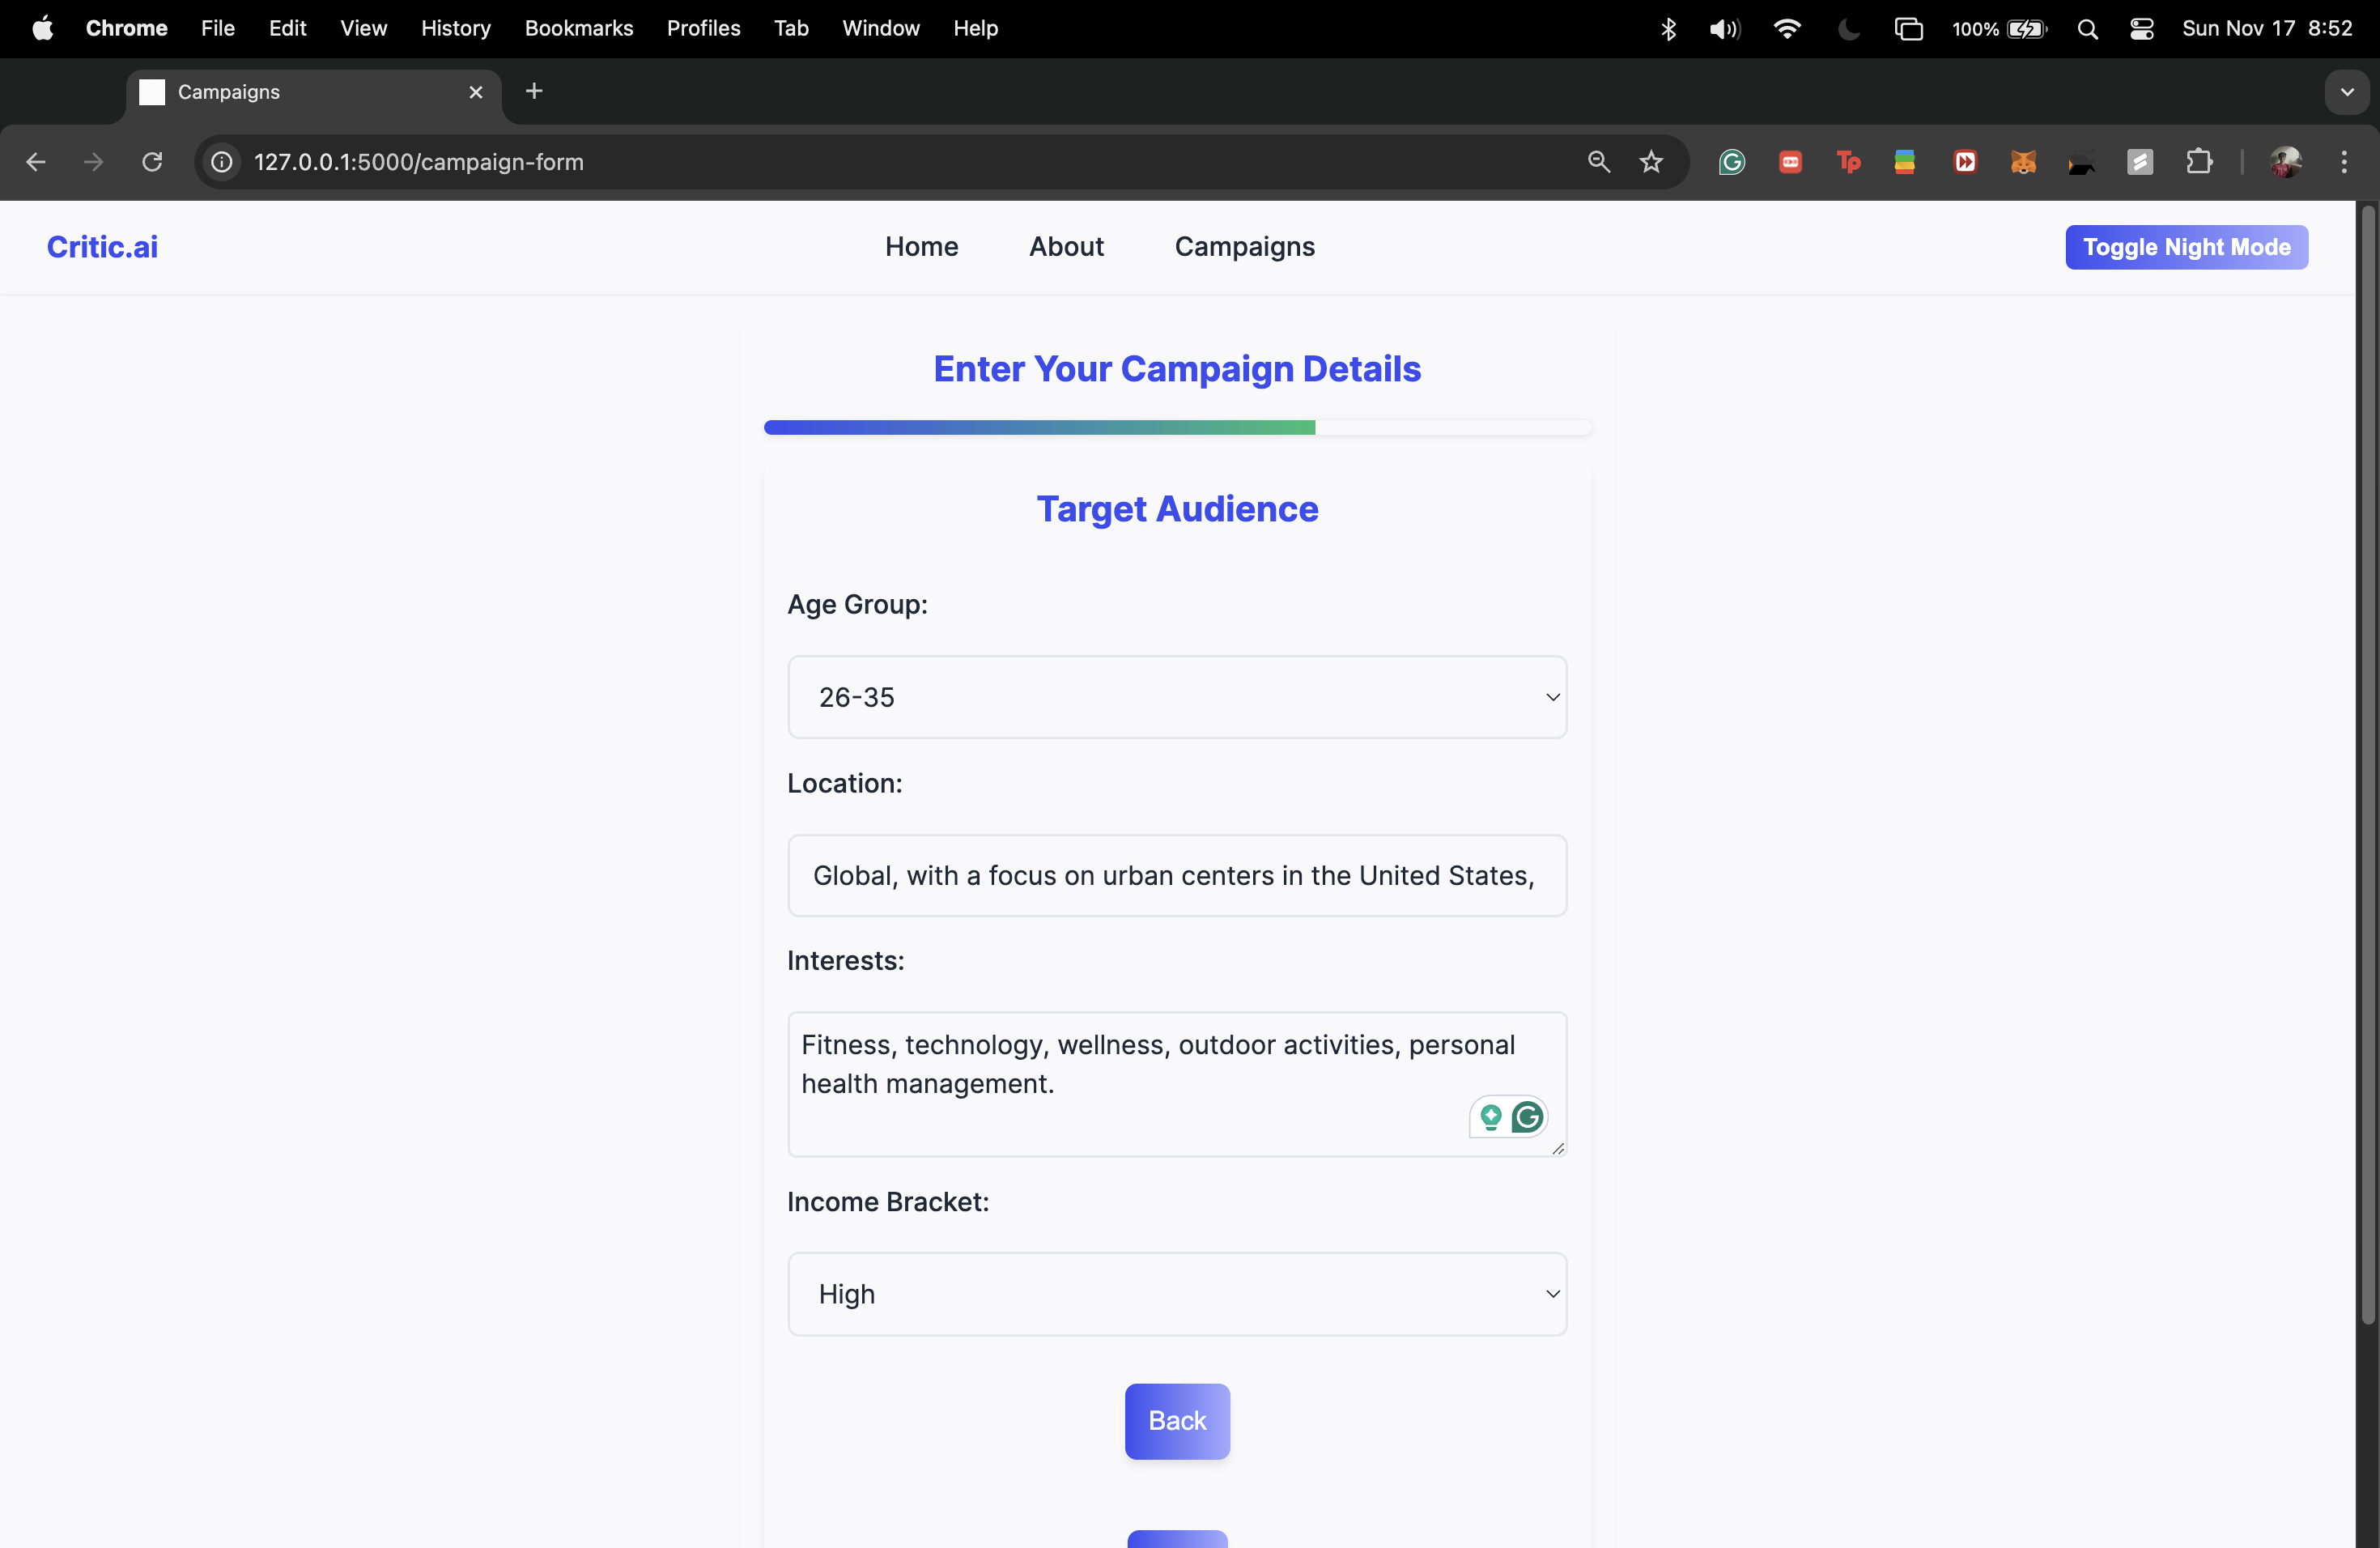 Chrome File Edit View History Bookmarks Profiles Tab Window Help 100% Sun Nov 17 8:52
Campaigns
127.0.0.1:5000/campaign-form
Critic.ai Home About Campaigns Toggle Night Mode
Enter Your Campaign Details
Target Audience
Age Group:
26-35
Location:
Global, with a focus on urban centers in the United States,
Interests:
Fitness, technology, wellness, outdoor activities, personal
health management.
Income Bracket:
High
Back